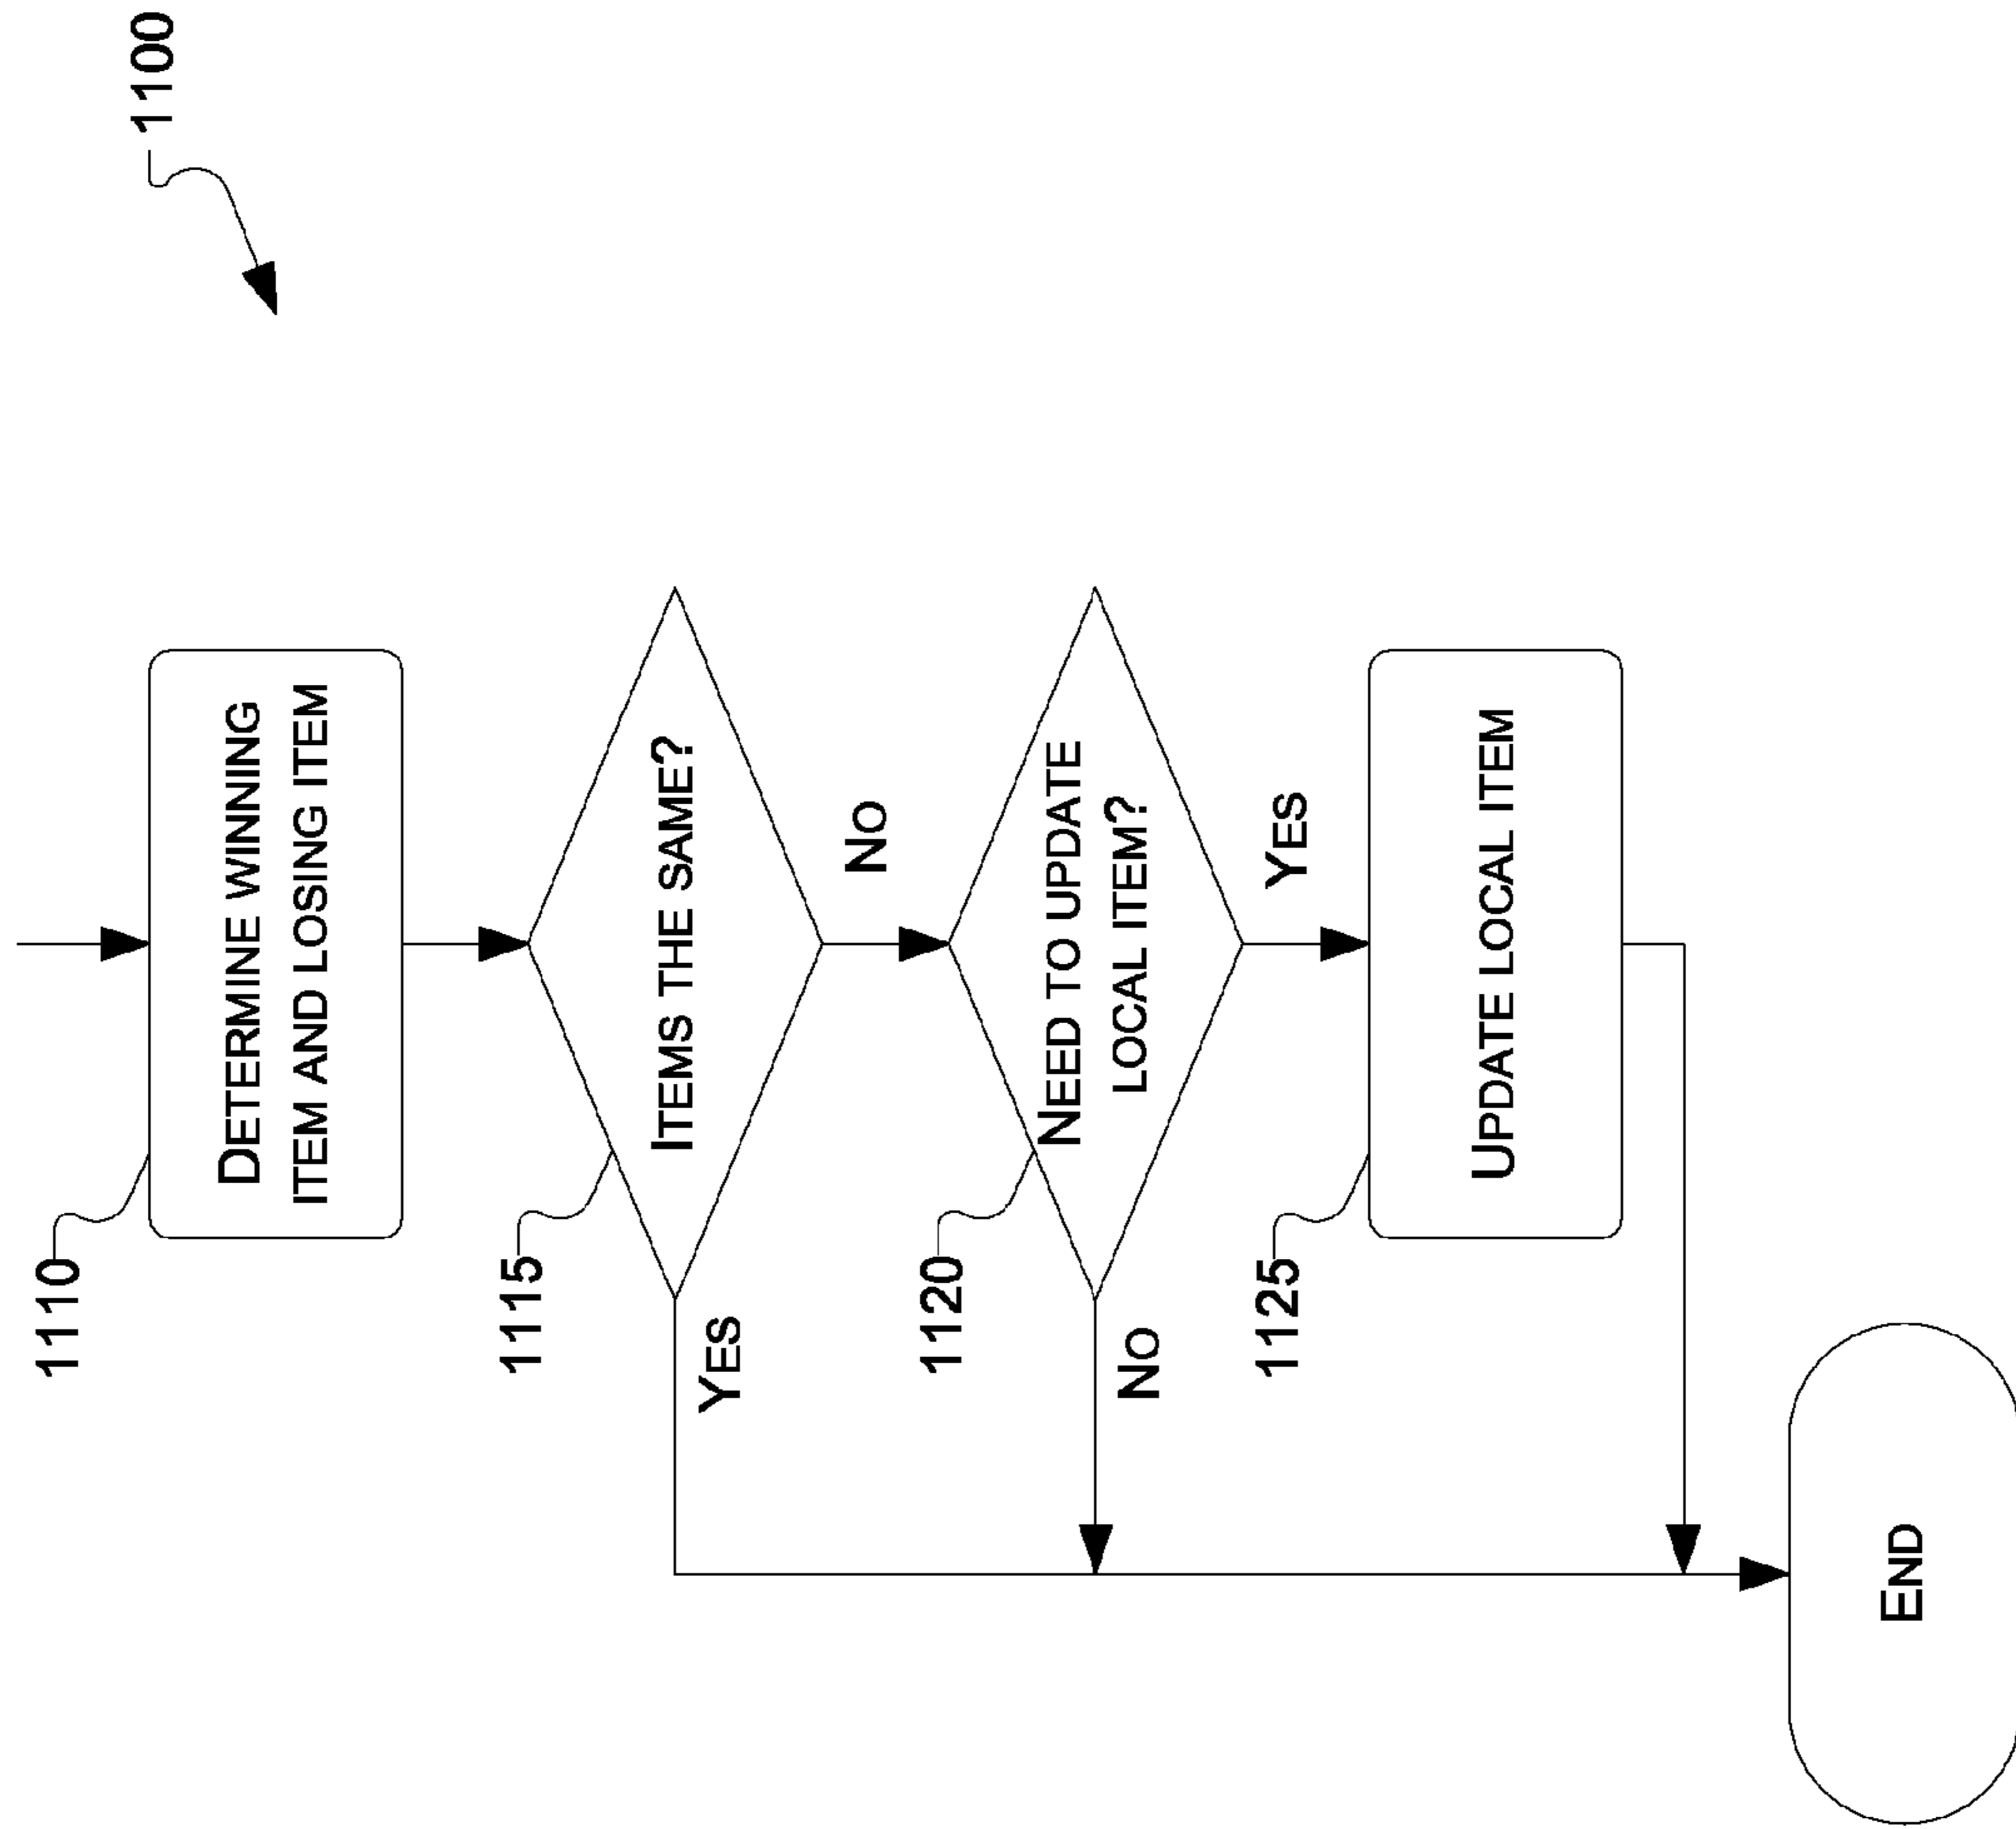 1100
1110
DETERMINE WINNING
ITEM AND LOSING ITEM
1115
ITEMS THE SAME?
YES
NO
1120
NEED TO UPDATE
LOCAL ITEM?
NO
YES
1125
UPDATE LOCAL ITEM
END